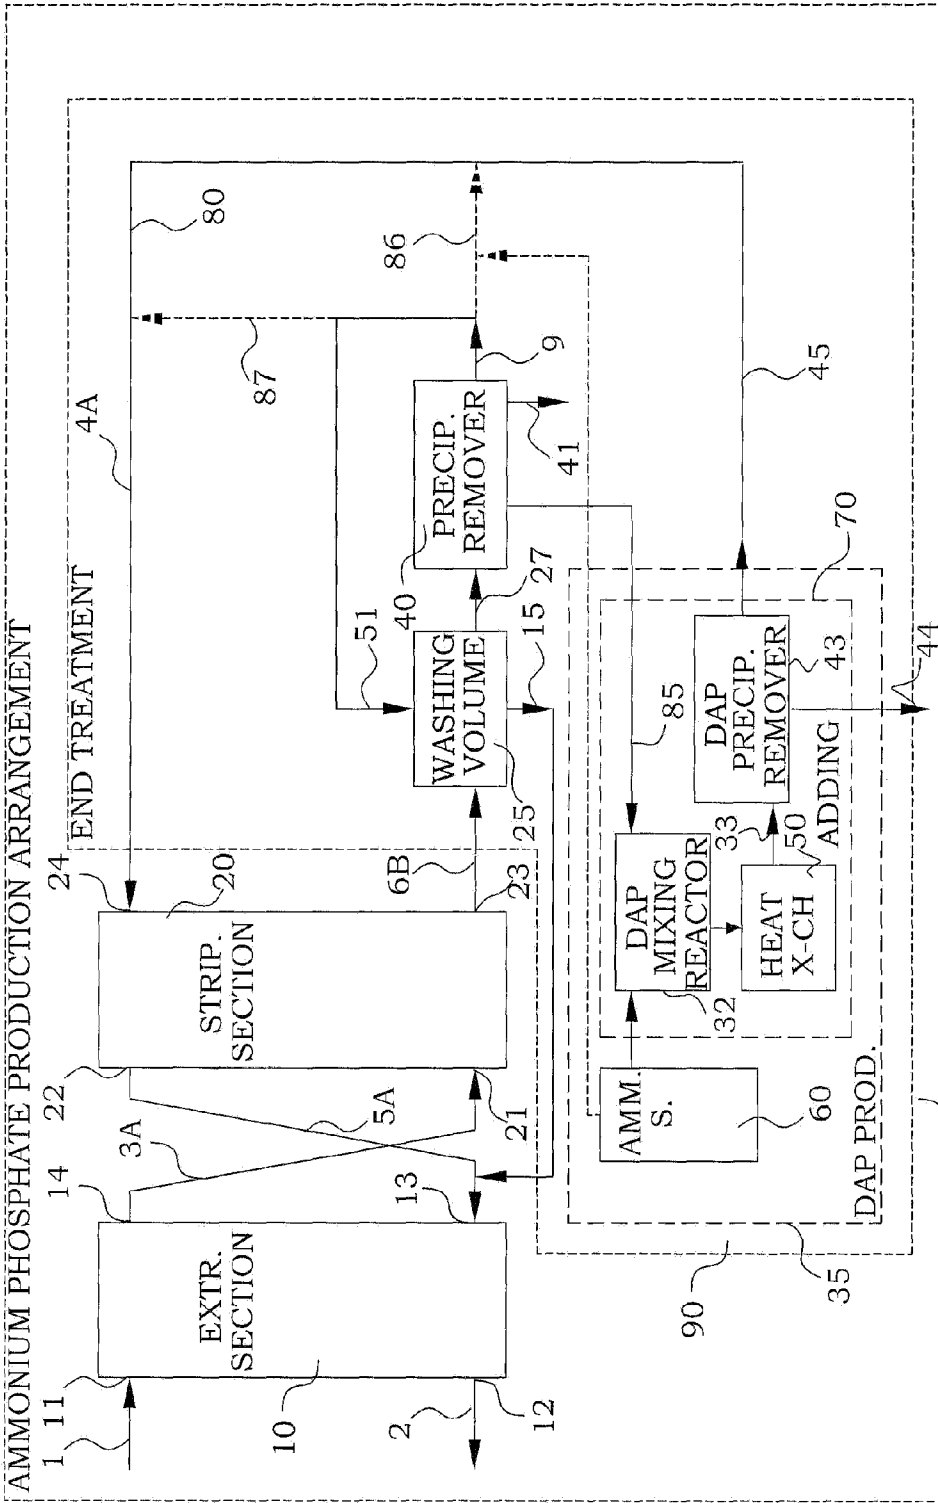 AMMONIUM PHOSPHATE PRODUCTION ARRANGEMENT
END TREATMENT
1
11
14
22
24
4A
80
3A
5A
20
87
86
10
EXTR.
SECTION
STRIP.
SECTION
51
40
WASHING
VOLUME
PRECIP.
REMOVER
9
2
12
13
21
23
6B
25
27
15
41
45
85
90
35
AMM.
S.
60
32
DAP
MIXING
REACTOR
33
DAP
PRECIP.
REMOVER
43
70
HEAT
X-CH
50
ADDING
DAP PROD.
44